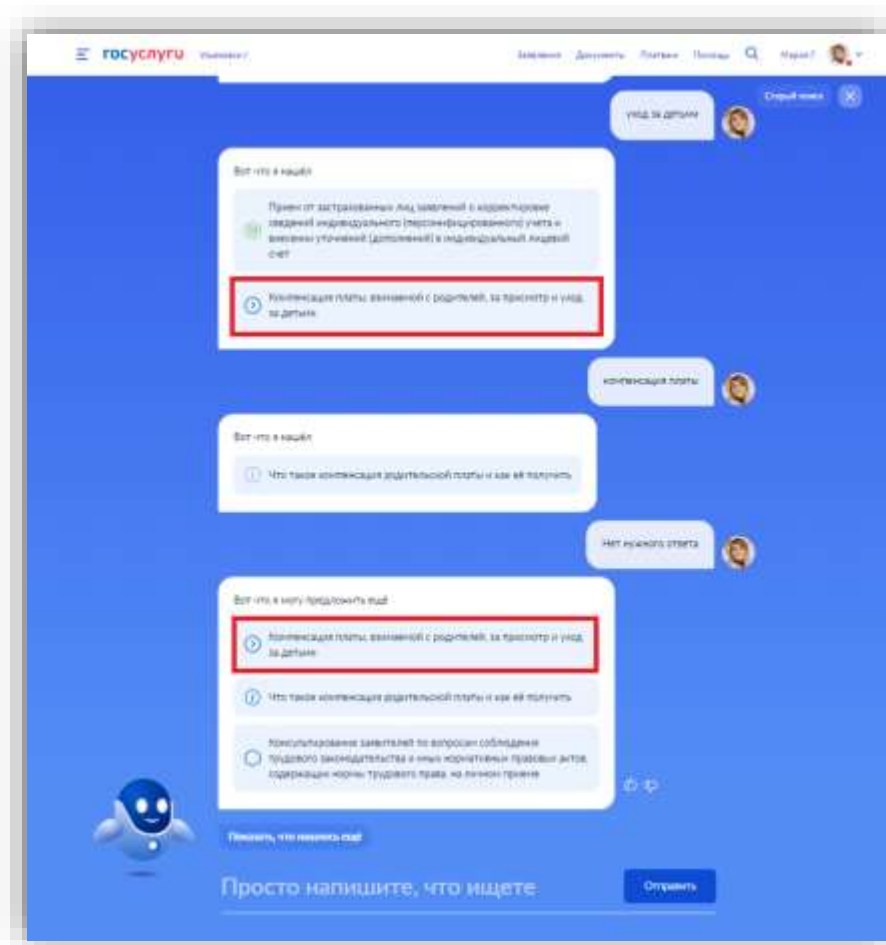 госуслуги
Заявления Документы Платежи Помощь
Старый поиск
уход за детьми
Вот что я нашёл
Прием от застрахованных лиц заявлений о корректировке
сведений индивидуального (персонифицированного) учета и
внесении уточнений (дополнений) в индивидуальный лицевой
счет
Компенсация платы, взимаемой с родителей, за присмотр и уход
за детьми
компенсация платы
Вот что я нашёл
Что такое компенсация родительской платы и как её получить
Нет нужного ответа
Вот что я могу предложить ещё
Компенсация платы, взимаемой с родителей, за присмотр и уход
за детьми
Что такое компенсация родительской платы и как её получить
Консультирование заявителей по вопросам соблюдения
трудового законодательства и иных нормативных правовых актов,
содержащих нормы трудового права, на личном приеме
Показать, что нашлось ещё
Просто напишите, что ищете
Отправить